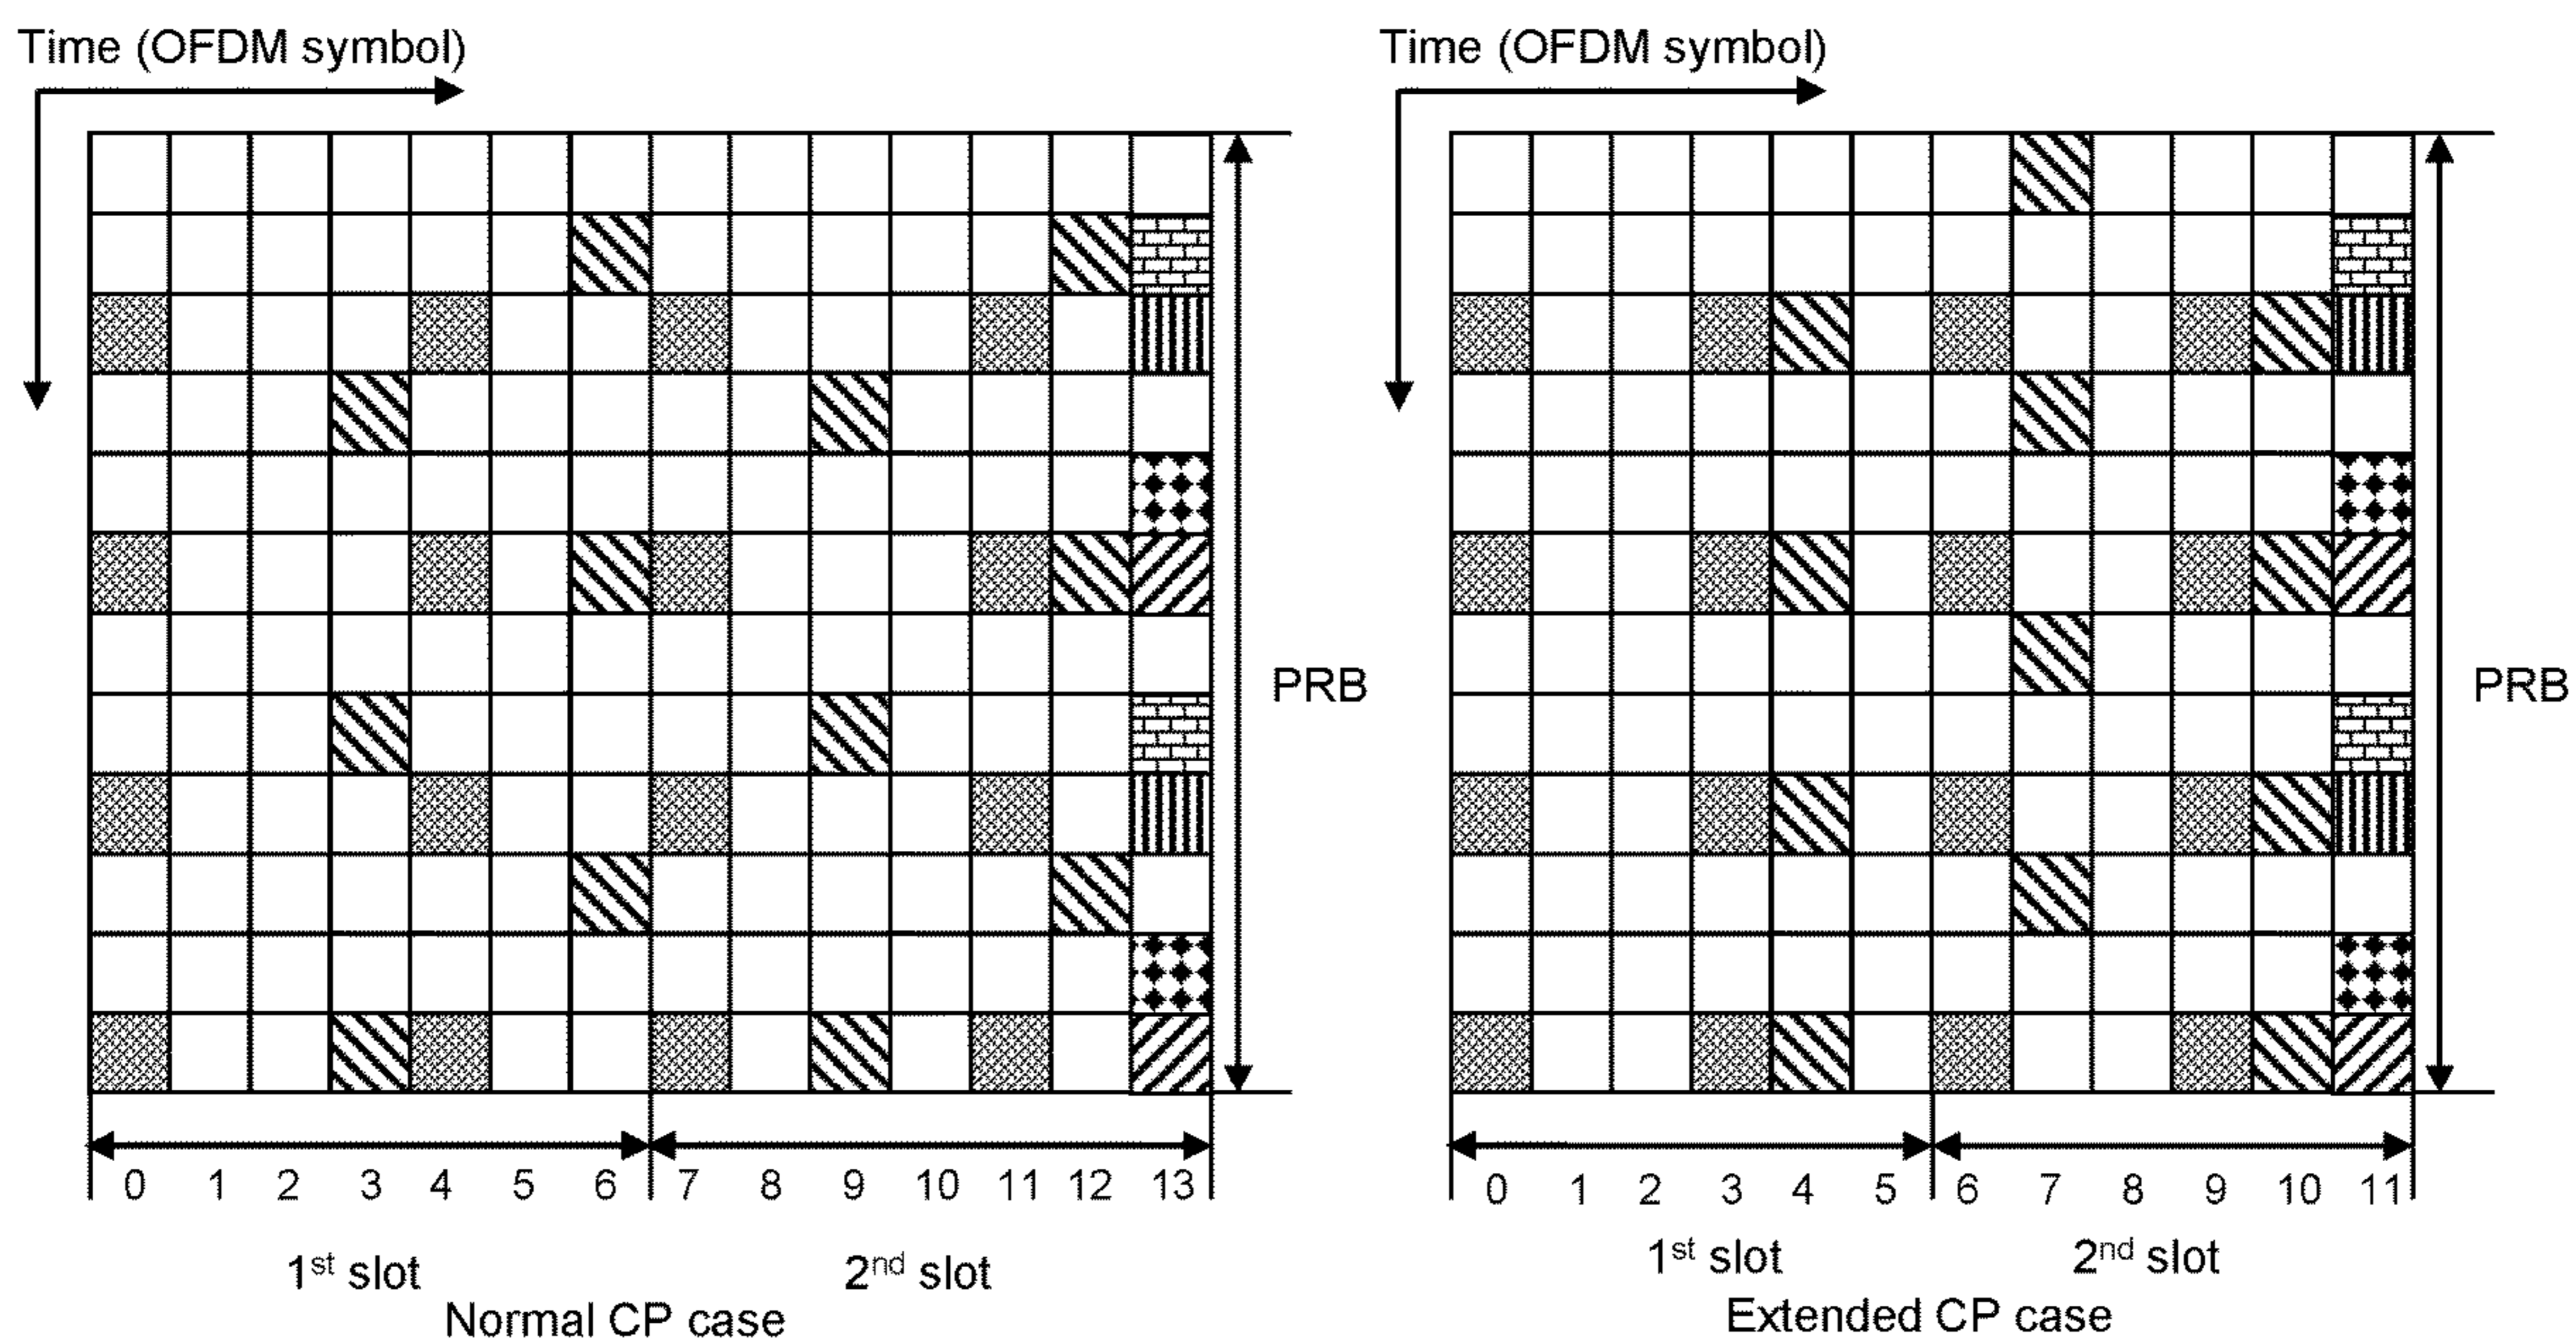 Time (OFDM symbol)
PRB
0 1 2 3 4 5 6 7 8 9 10 11 12 13
1st slot 2nd slot
Normal CP case
Time (OFDM symbol)
PRB
0 1 2 3 4 5 6 7 8 9 10 11
1st slot 2nd slot
Extended CP case